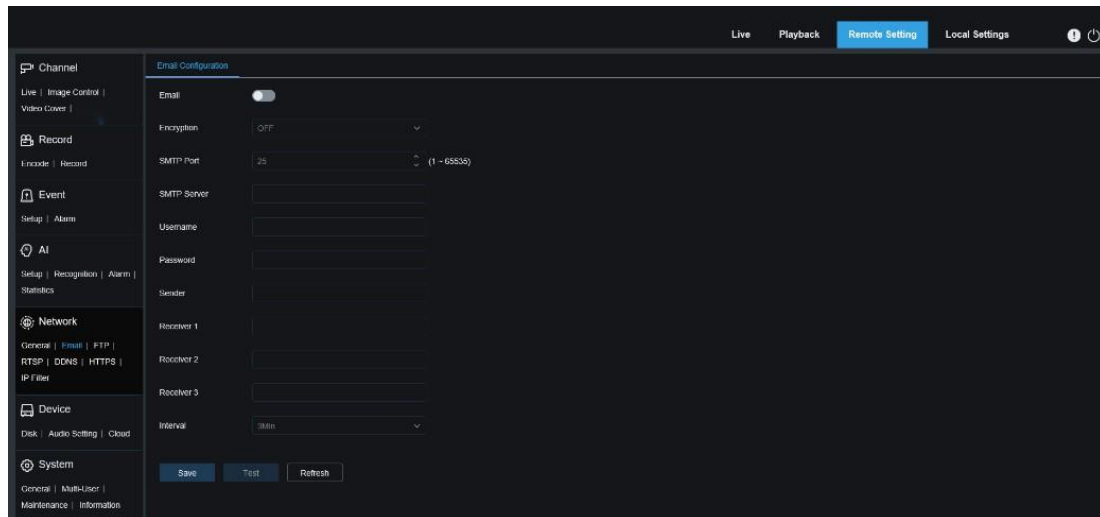 Live Playback Remote Setting Local Settings
Channel
Live | Image Control |
Video Cover |
Record
Encode | Record
Event
Setup | Alarm
AI
Setup | Recognition | Alarm |
Statistics
Network
General | Email | FTP |
RTSP | DDNS | HTTPS |
IP Filter
Device
Disk | Audio Setting | Cloud
System
General | Multi-User |
Maintenance | Information
Email Configuration
Email
Encryption OFF
SMTP Port 25 (1 ~ 65535)
SMTP Server
Username
Password
Sender
Receiver 1
Receiver 2
Receiver 3
Interval 3Min
Save Test Refresh